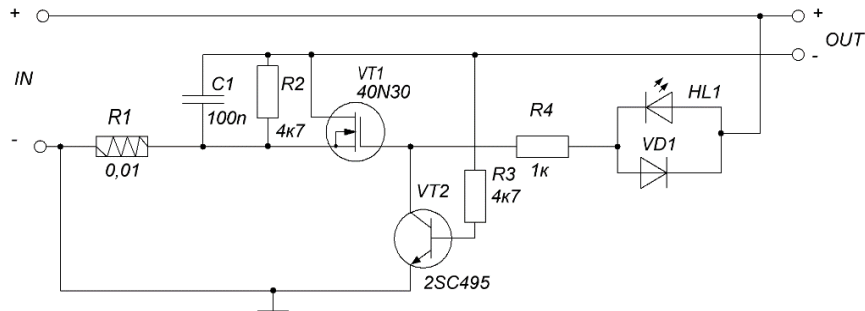 +
+
OUT
-
IN
C1
100n
R2
4к7
VT1
40N30
R4
1к
HL1
VD1
-
R1
0,01
R3
4к7
VT2
2SC495